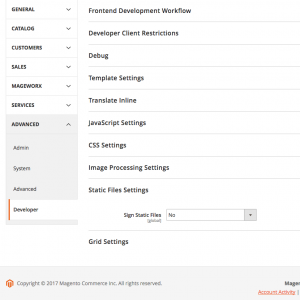 GENERAL
CATALOG
CUSTOMERS
SALES
MAGEWORX
SERVICES
ADVANCED
Admin
System
Advanced
Developer
Frontend Development Workflow
Developer Client Restrictions
Debug
Template Settings
Translate Inline
JavaScript Settings
CSS Settings
Image Processing Settings
Static Files Settings
Sign Static Files No
[global]
Grid Settings
Copyright © 2017 Magento Commerce Inc. All rights reserved.
Magen
Account Activity |